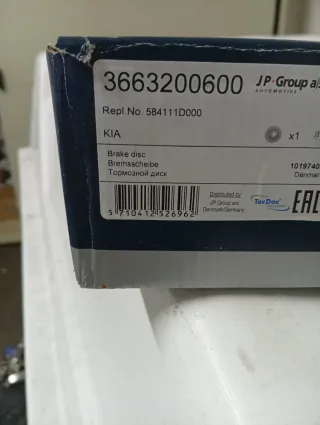 3663200600 JP Group a/s
AUTOMOTIVE
Repl.No. 584111D000
KIA x1
Brake disc
Bremsscheibe 1019740
Тормозной диск Denmar
Distributed by
JP Group a/s
Denmark/Germany
TecDoc
EAC
5 710412 526962